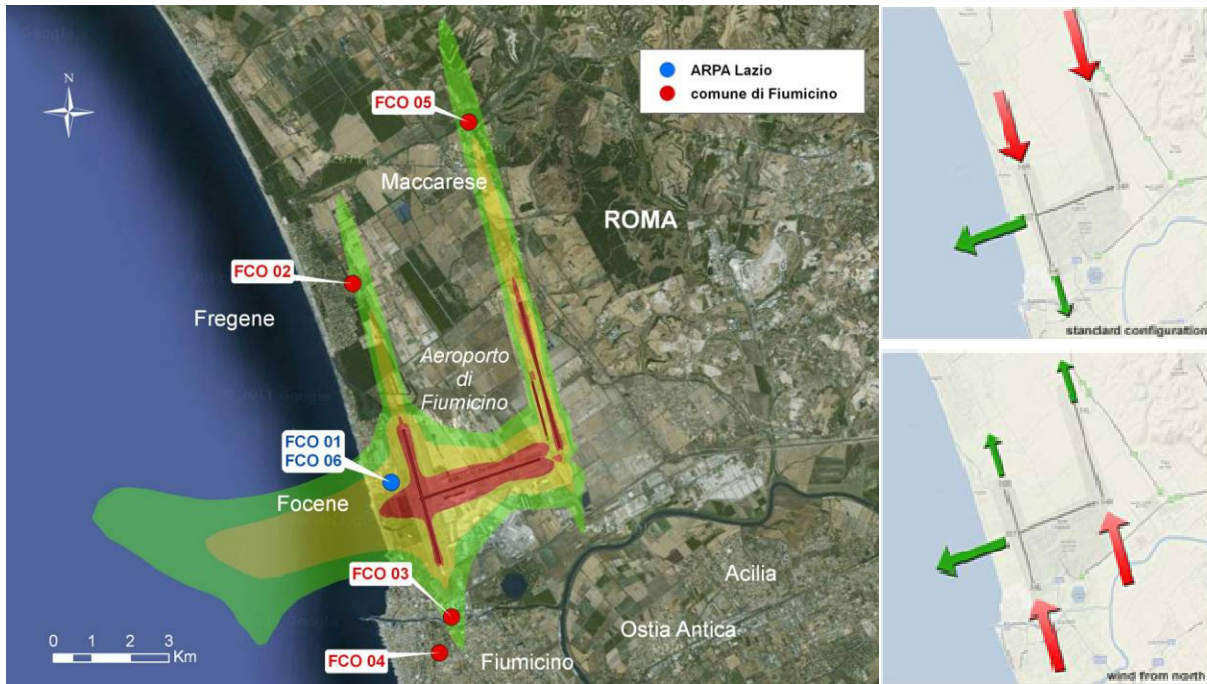 ARPA Lazio
comune di Fiumicino
N
FCO 05
Maccarese
ROMA
FCO 02
Fregene
Aeroporto
di
Fiumicino
FCO 01
FCO 06
Focene
FCO 03
Acilia
Ostia Antica
FCO 04
Fiumicino
0 1 2 3
Km
standard configuration
wind from north